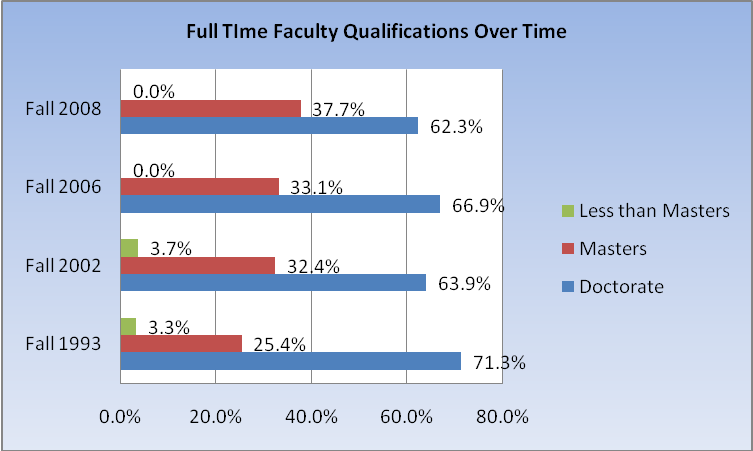 Full TIme Faculty Qualifications Over Time
Fall 2008
0.0%
37.7%
62.3%
Fall 2006
0.0%
33.1%
66.9%
Fall 2002
3.7%
32.4%
63.9%
Fall 1993
3.3%
25.4%
71.3%
0.0% 20.0% 40.0% 60.0% 80.0%
Less than Masters
Masters
Doctorate